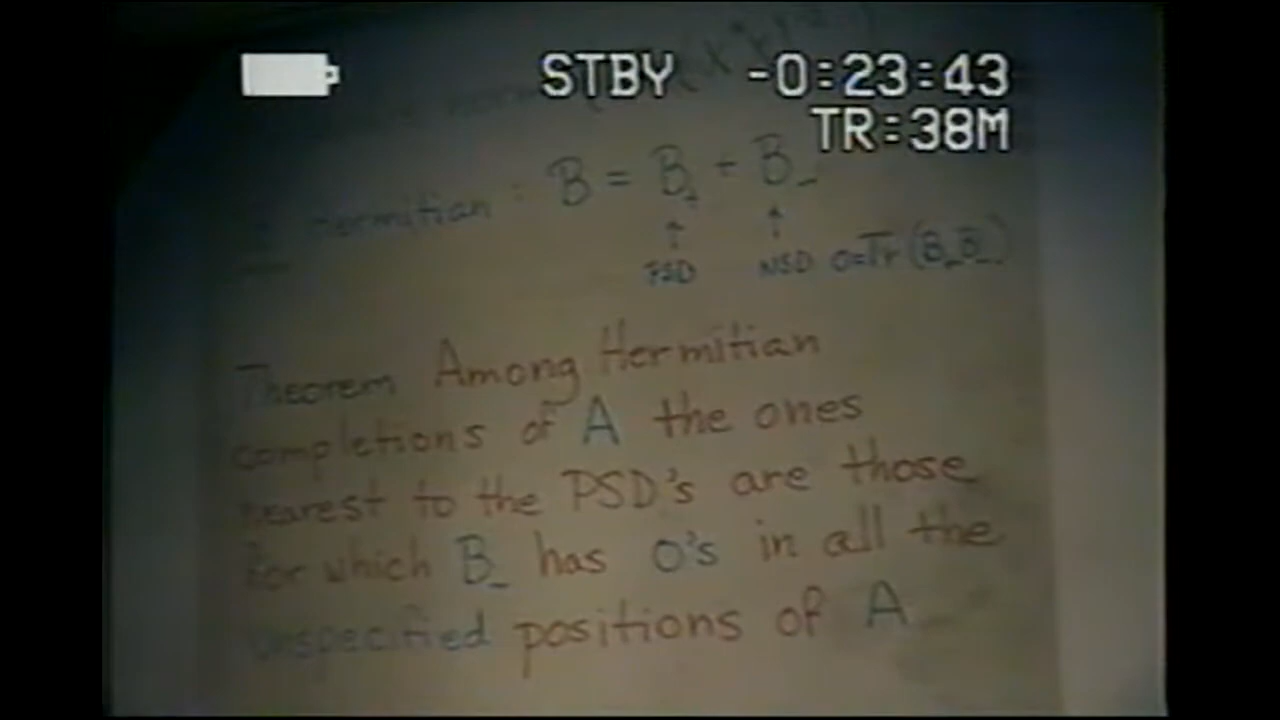 STBY -0:23:43
TR:38M
Hermitian : B = B₊ + B₋
↑ ↑
PSD NSD 0=Tr(B₊B₋)
Theorem Among Hermitian
completions of A the ones
nearest to the PSD's are those
for which B₋ has 0's in all the
unspecified positions of A